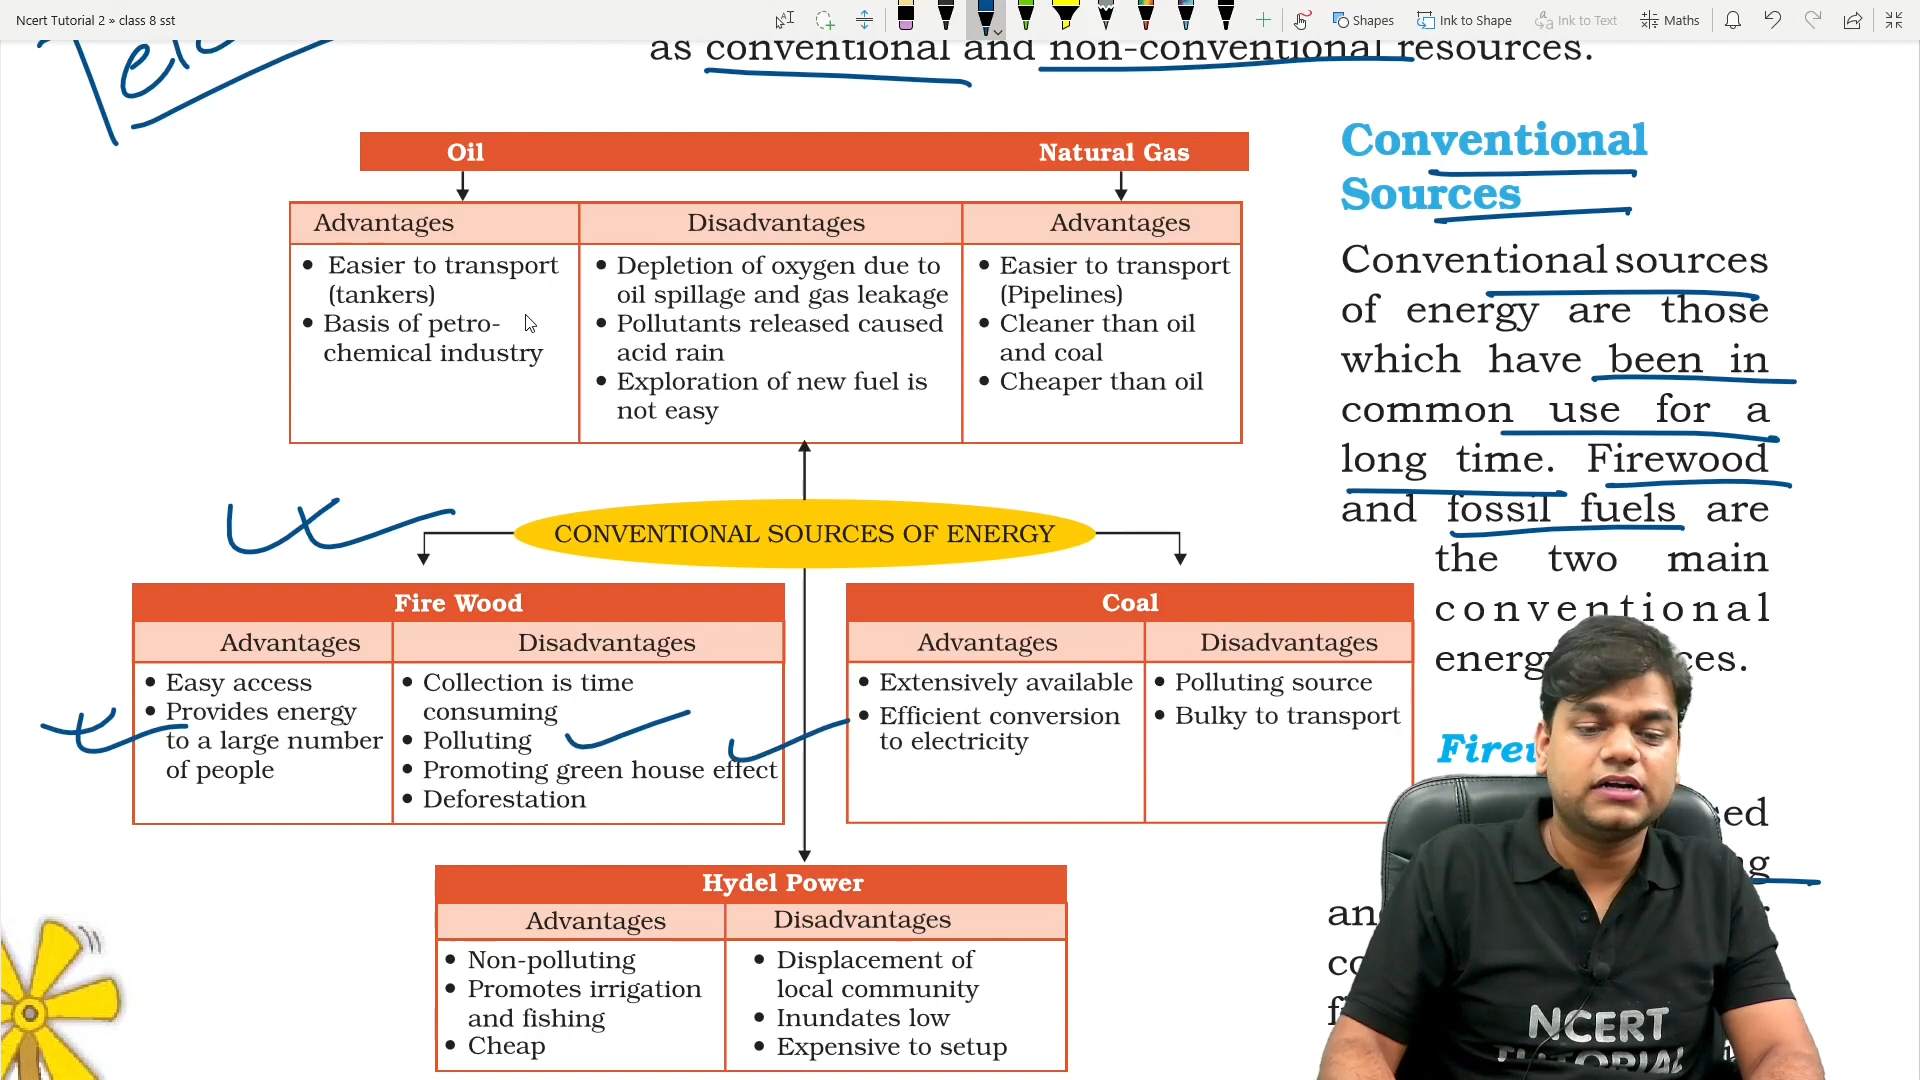 Ncert Tutorial 2 » class 8 sst
Shapes
Ink to Shape
Ink to Text
Maths
as conventional and non-conventional resources.
Oil
Natural Gas
Advantages
Disadvantages
Advantages
• Easier to transport
(tankers)
• Basis of petro-
chemical industry
• Depletion of oxygen due to
oil spillage and gas leakage
• Pollutants released caused
acid rain
• Exploration of new fuel is
not easy
• Easier to transport
(Pipelines)
• Cleaner than oil
and coal
• Cheaper than oil
CONVENTIONAL SOURCES OF ENERGY
Fire Wood
Advantages
Disadvantages
• Easy access
• Provides energy
to a large number
of people
• Collection is time
consuming
• Polluting
• Promoting green house effect
• Deforestation
Coal
Advantages
Disadvantages
• Extensively available
• Efficient conversion
to electricity
• Polluting source
• Bulky to transport
Hydel Power
Advantages
Disadvantages
• Non-polluting
• Promotes irrigation
and fishing
• Cheap
• Displacement of
local community
• Inundates low
• Expensive to setup
Conventional
Sources
Conventional sources
of energy are those
which have been in
common use for a
long time. Firewood
and fossil fuels are
the two main
conventional
NCERT
TUTORIAL